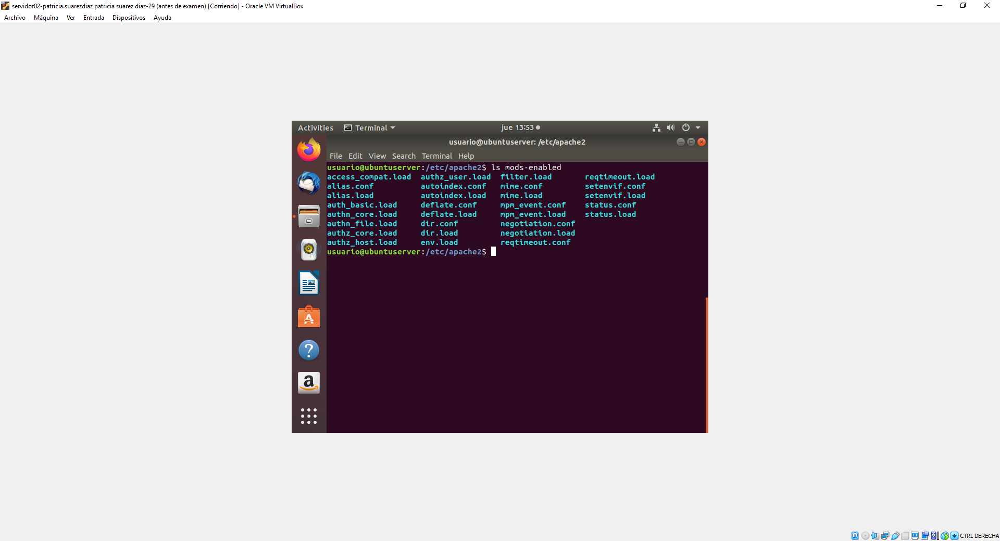 servidor02-patricia.suarezdiaz patricia suarez diaz-29 (antes de examen) [Corriendo] - Oracle VM VirtualBox
Archivo Máquina Ver Entrada Dispositivos Ayuda
Activities Terminal jue 13:53
usuario@ubuntuserver: /etc/apache2
File Edit View Search Terminal Help
usuario@ubuntuserver:/etc/apache2$ ls mods-enabled
access_compat.load authz_user.load filter.load reqtimeout.load
alias.conf autoindex.conf mime.conf setenvif.conf
alias.load autoindex.load mime.load setenvif.load
auth_basic.load deflate.conf mpm_event.conf status.conf
authn_core.load deflate.load mpm_event.load status.load
authn_file.load dir.conf negotiation.conf
authz_core.load dir.load negotiation.load
authz_host.load env.load reqtimeout.conf
usuario@ubuntuserver:/etc/apache2$
CTRL DERECHA